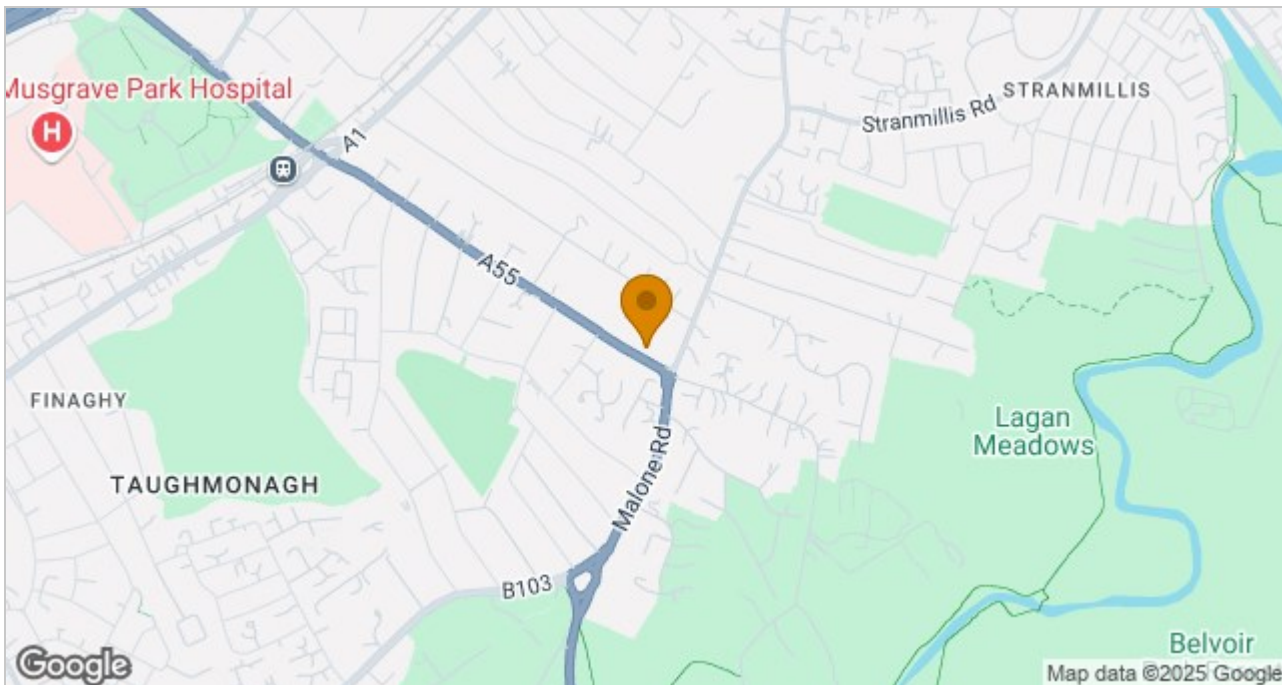 Musgrave Park Hospital
H
A1
STRANMILLIS
Stranmillis Rd
A55
FINAGHY
Lagan
Meadows
TAUGHMONAGH
Malone Rd
B103
Belvoir
Google
Map data ©2025 Google